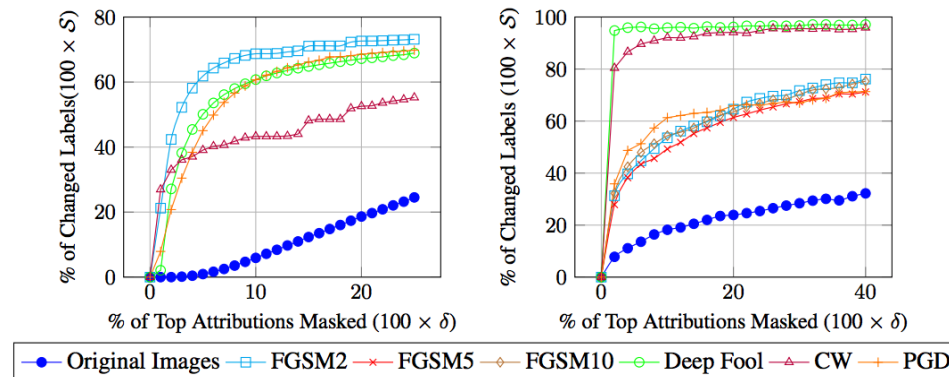 % of Changed Labels(100 × 𝒮)
80
60
40
20
0
0 10 20
% of Top Attributions Masked (100 × δ)
% of Changed Labels (100 × 𝒮)
100
80
60
40
20
0
0 20 40
% of Top Attributions Masked (100 × δ)
Original Images FGSM2 FGSM5 FGSM10 Deep Fool CW PGD